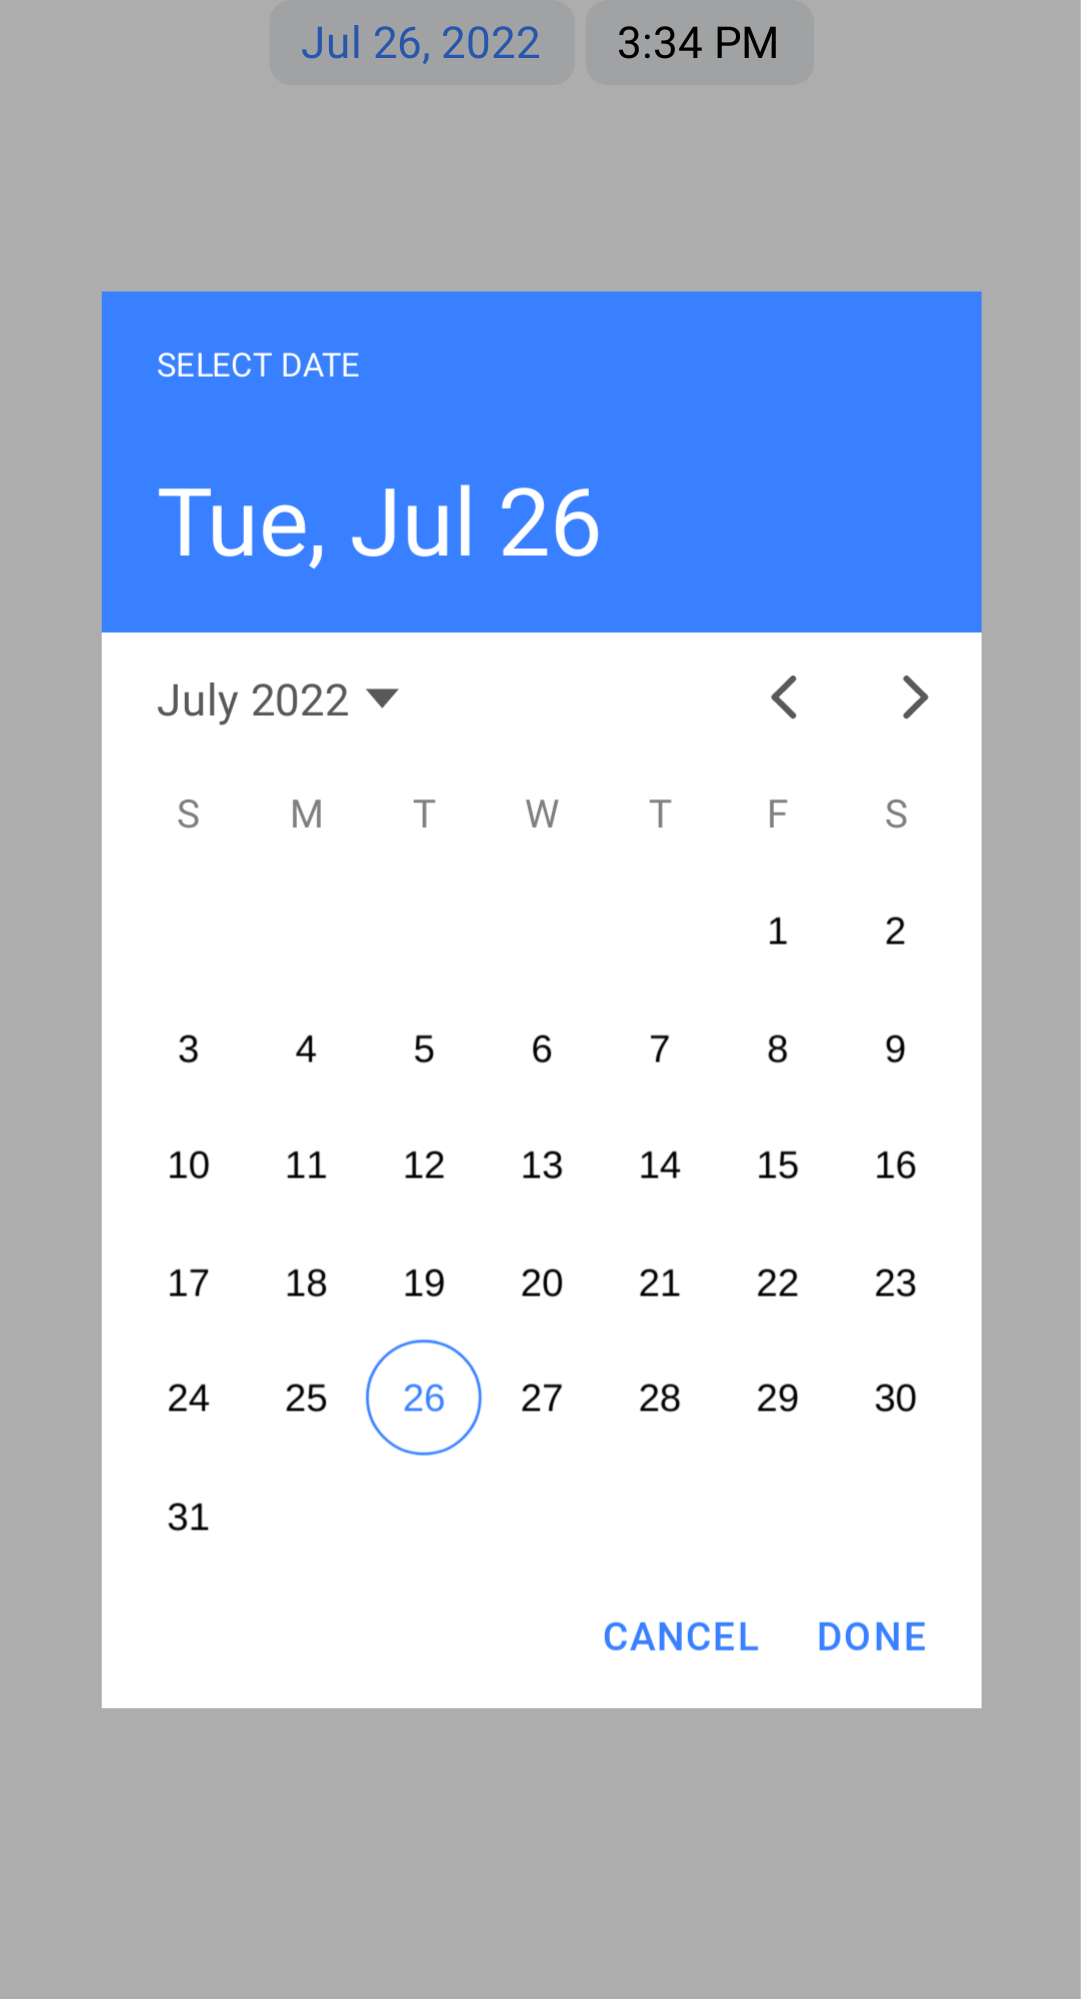 Jul 26, 2022 3:34 PM
SELECT DATE
Tue, Jul 26
July 2022
S M T W T F S
1 2
3 4 5 6 7 8 9
10 11 12 13 14 15 16
17 18 19 20 21 22 23
24 25 26 27 28 29 30
31
CANCEL DONE